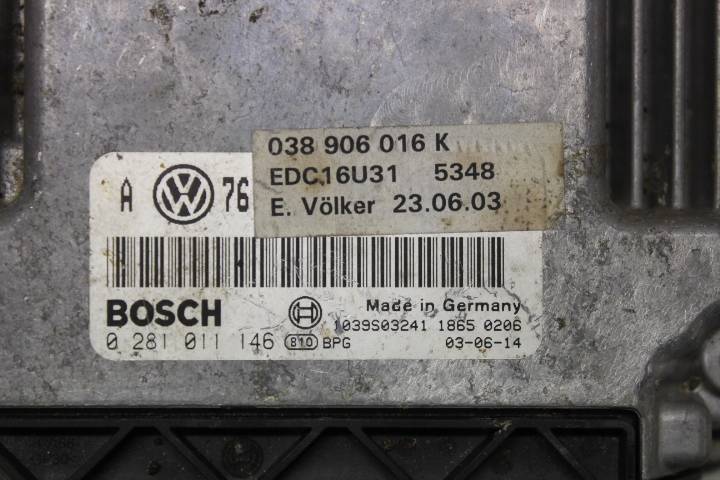 038 906 016 K
EDC16U31 5348
E. Völker 23.06.03
A VW 76
BOSCH
Made in Germany
1039S03241 1865 0206
0 281 011 146 810 BPG 03-06-14